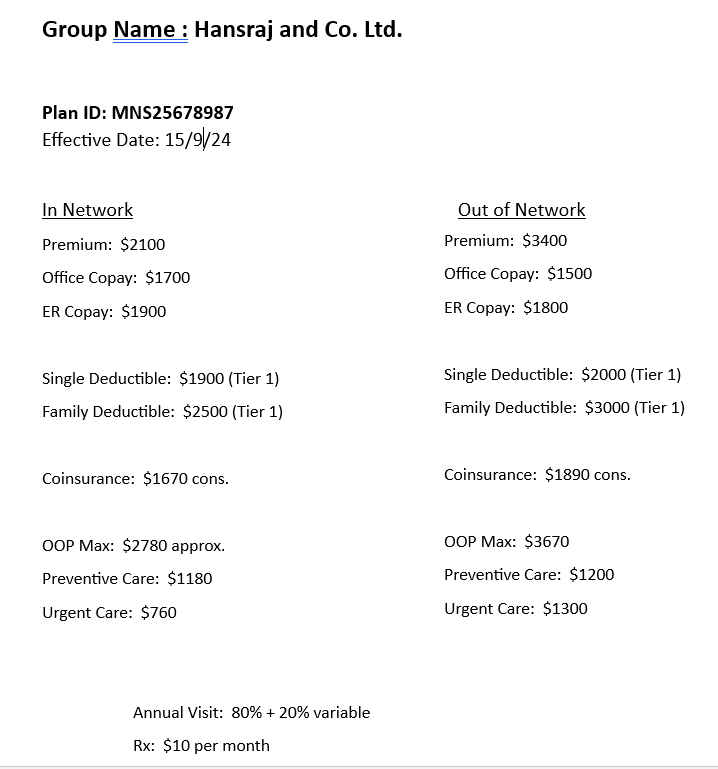 Group Name : Hansraj and Co. Ltd.
Plan ID: MNS25678987
Effective Date: 15/9/24
In Network
Premium: $2100
Office Copay: $1700
ER Copay: $1900
Single Deductible: $1900 (Tier 1)
Family Deductible: $2500 (Tier 1)
Coinsurance: $1670 cons.
OOP Max: $2780 approx.
Preventive Care: $1180
Urgent Care: $760
Out of Network
Premium: $3400
Office Copay: $1500
ER Copay: $1800
Single Deductible: $2000 (Tier 1)
Family Deductible: $3000 (Tier 1)
Coinsurance: $1890 cons.
OOP Max: $3670
Preventive Care: $1200
Urgent Care: $1300
Annual Visit: 80% + 20% variable
Rx: $10 per month